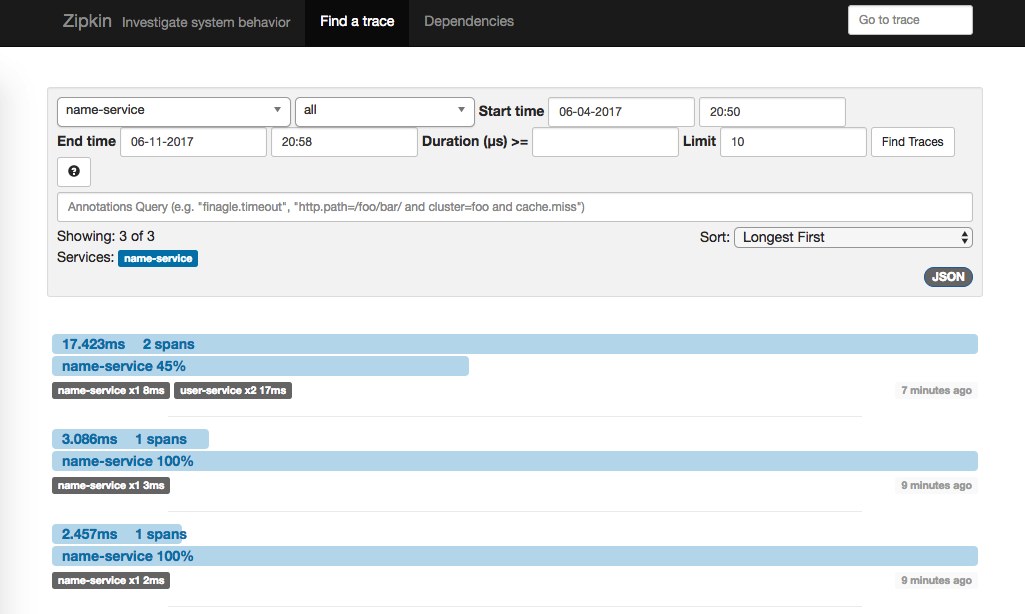 Zipkin Investigate system behavior Find a trace Dependencies Go to trace
name-service all Start time 06-04-2017 20:50
End time 06-11-2017 20:58 Duration (μs) >= Limit 10 Find Traces
?
Annotations Query (e.g. "finagle.timeout", "http.path=/foo/bar/ and cluster=foo and cache.miss")
Showing: 3 of 3 Sort: Longest First
Services: name-service
JSON
17.423ms 2 spans
name-service 45%
name-service x1 8ms user-service x2 17ms 7 minutes ago
3.086ms 1 spans
name-service 100%
name-service x1 3ms 9 minutes ago
2.457ms 1 spans
name-service 100%
name-service x1 2ms 9 minutes ago